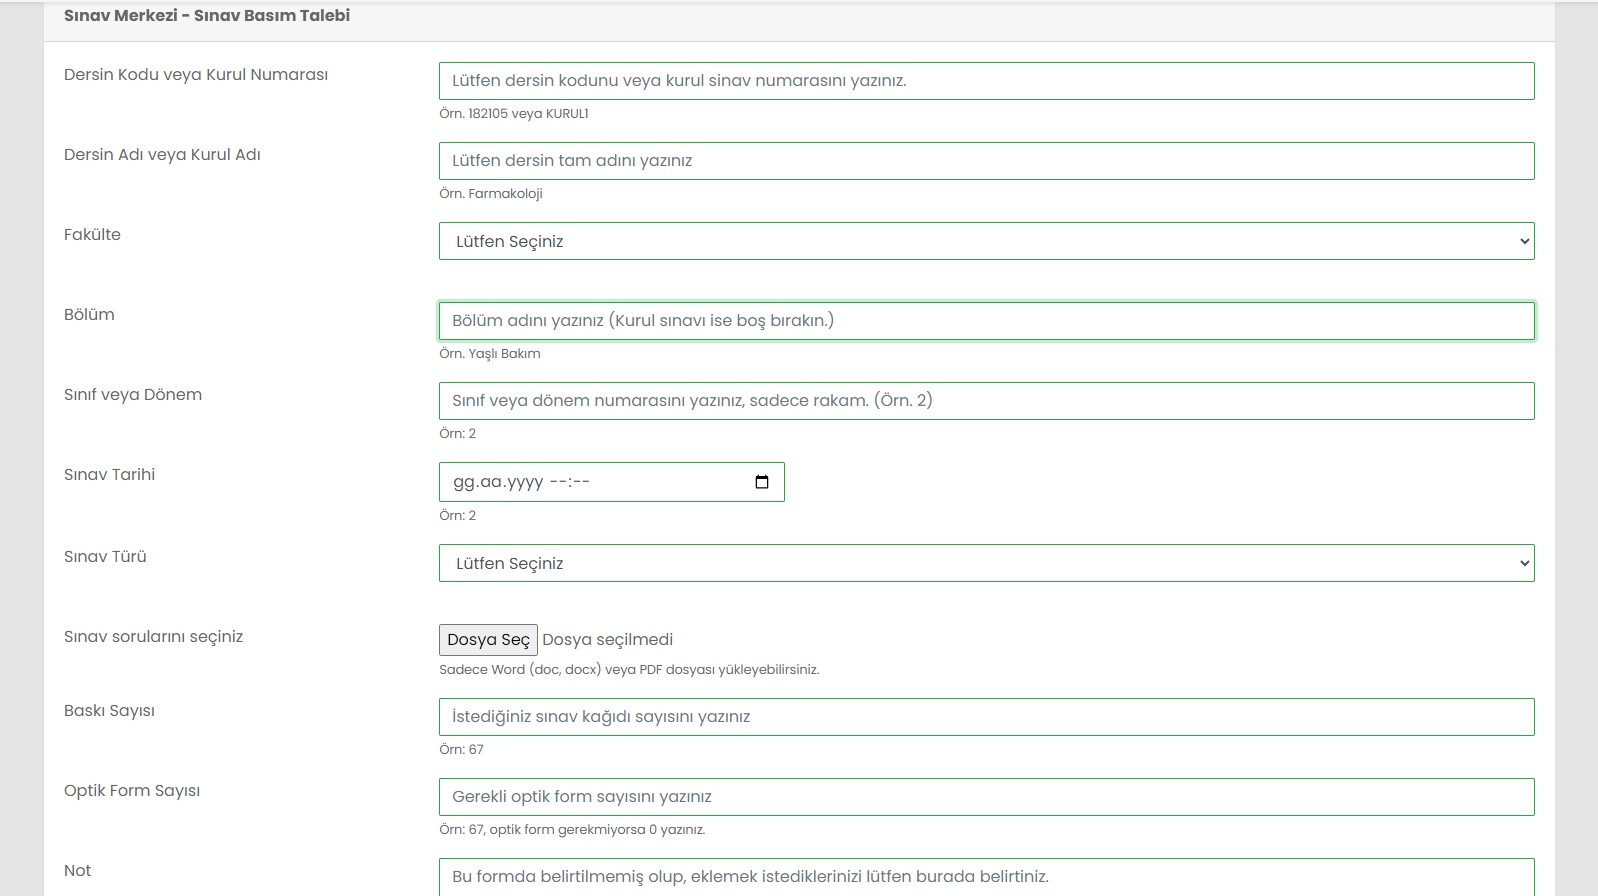 Sınav Merkezi - Sınav Basım Talebi
Dersin Kodu veya Kurul Numarası
Lütfen dersin kodunu veya kurul sinav numarasını yazınız.
Örn. 182105 veya KURUL1
Dersin Adı veya Kurul Adı
Lütfen dersin tam adını yazınız
Örn. Farmakoloji
Fakülte
Lütfen Seçiniz
Bölüm
Bölüm adını yazınız (Kurul sınavı ise boş bırakın.)
Örn. Yaşlı Bakım
Sınıf veya Dönem
Sınıf veya dönem numarasını yazınız, sadece rakam. (Örn. 2)
Örn: 2
Sınav Tarihi
gg.aa.yyyy --:--
Örn: 2
Sınav Türü
Lütfen Seçiniz
Sınav sorularını seçiniz
Dosya Seç Dosya seçilmedi
Sadece Word (doc, docx) veya PDF dosyası yükleyebilirsiniz.
Baskı Sayısı
İstediğiniz sınav kağıdı sayısını yazınız
Örn: 67
Optik Form Sayısı
Gerekli optik form sayısını yazınız
Örn: 67, optik form gerekmiyorsa 0 yazınız.
Not
Bu formda belirtilmemiş olup, eklemek istediklerinizi lütfen burada belirtiniz.